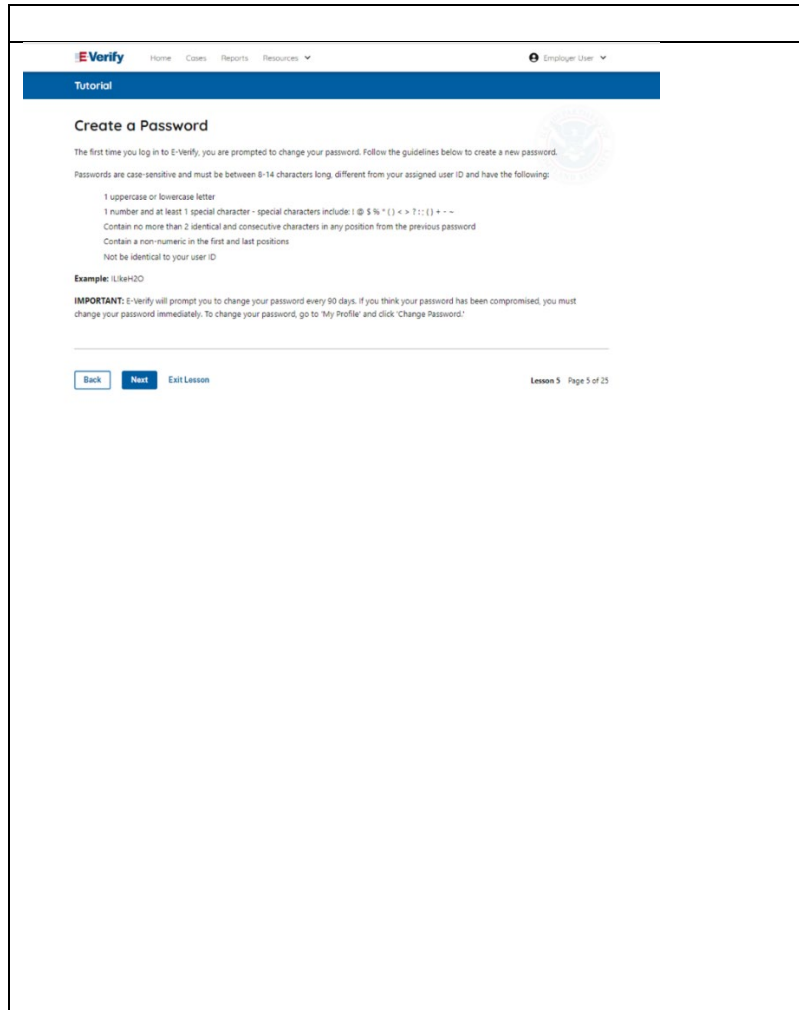 E-Verify Home Cases Reports Resources Employer User
Tutorial
Create a Password
The first time you log in to E-Verify, you are prompted to change your password. Follow the guidelines below to create a new password.
Passwords are case-sensitive and must be between 8-14 characters long, different from your assigned user ID and have the following:
1 uppercase or lowercase letter
1 number and at least 1 special character - special characters include: ! @ $ % * ( ) < > ? : ; { } + - ~
Contain no more than 2 identical and consecutive characters in any position from the previous password
Contain a non-numeric in the first and last positions
Not be identical to your user ID
Example: ILIkeH2O
IMPORTANT: E-Verify will prompt you to change your password every 90 days. If you think your password has been compromised, you must
change your password immediately. To change your password, go to 'My Profile' and click 'Change Password.'
Back Next Exit Lesson Lesson 5 Page 5 of 25